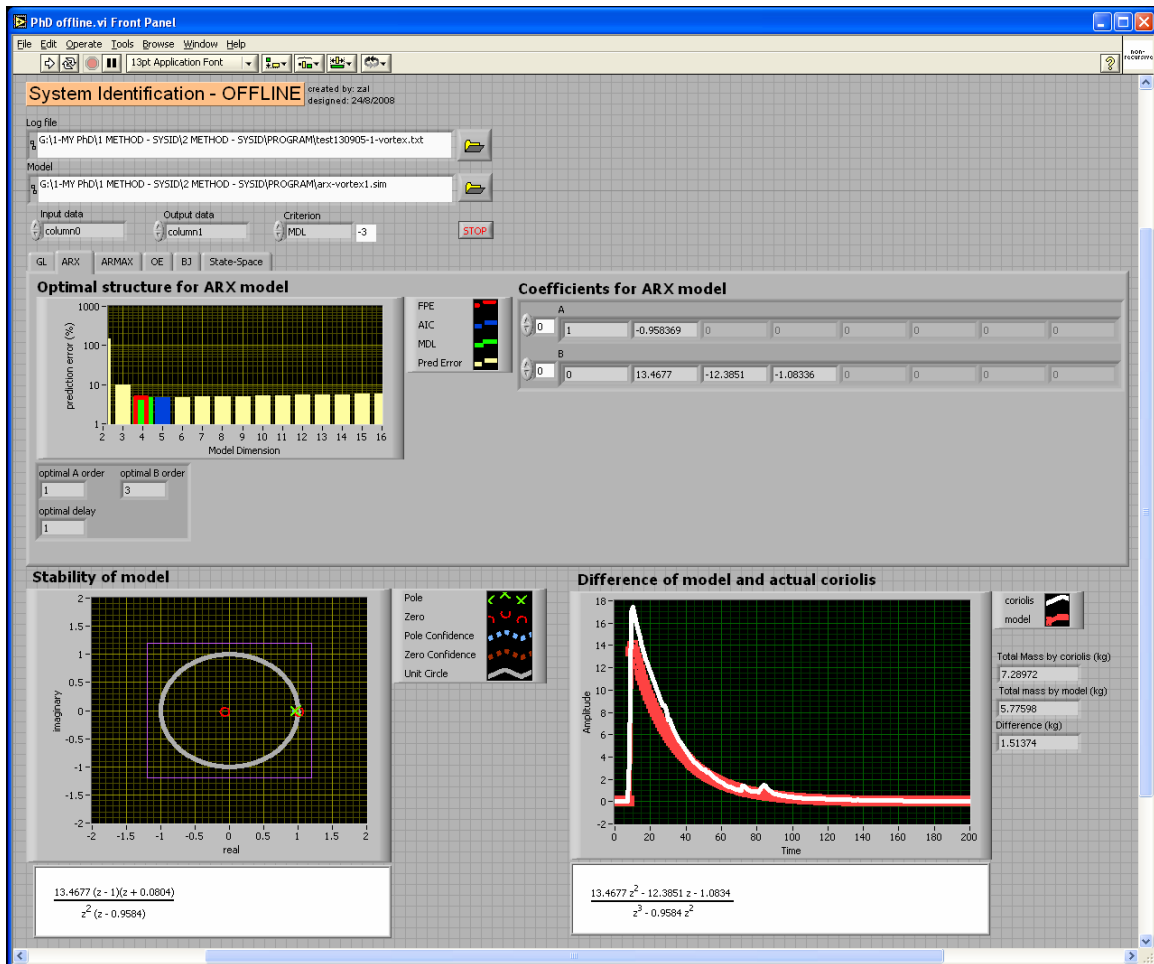 PhD offline.vi Front Panel
File Edit Operate Tools Browse Window Help
13pt Application Font
?
non-recursive
System Identification - OFFLINE
created by: zal
designed: 24/8/2008
Log file
G:\1-MY PhD\1 METHOD - SYSID\2 METHOD - SYSID\PROGRAM\test130905-1-vortex.txt
Model
G:\1-MY PhD\1 METHOD - SYSID\2 METHOD - SYSID\PROGRAM\arx-vortex1.sim
Input data Output data Criterion
column0 column1 MDL -3 STOP
GL ARX ARMAX OE BJ State-Space
Optimal structure for ARX model
prediction error (%)
1000
100
10
1
2 3 4 5 6 7 8 9 10 11 12 13 14 15 16
Model Dimension
FPE
AIC
MDL
Pred Error
optimal A order optimal B order
1 3
optimal delay
1
Coefficients for ARX model
A
0 1 -0.958369 0 0 0 0 0 0
B
0 0 13.4677 -12.3851 -1.08336 0 0 0 0
Stability of model
imaginary
2
1.5
1
0.5
0
-0.5
-1
-1.5
-2
-2 -1.5 -1 -0.5 0 0.5 1 1.5 2
real
Pole
Zero
Pole Confidence
Zero Confidence
Unit Circle
13.4677 (z - 1)(z + 0.0804)
z² (z - 0.9584)
Difference of model and actual coriolis
Amplitude
18
16
14
12
10
8
6
4
2
0
-2
0 20 40 60 80 100 120 140 160 180 200
Time
coriolis
model
Total Mass by coriolis (kg)
7.28972
Total mass by model (kg)
5.77598
Difference (kg)
1.51374
13.4677 z² - 12.3851 z - 1.0834
z³ - 0.9584 z²